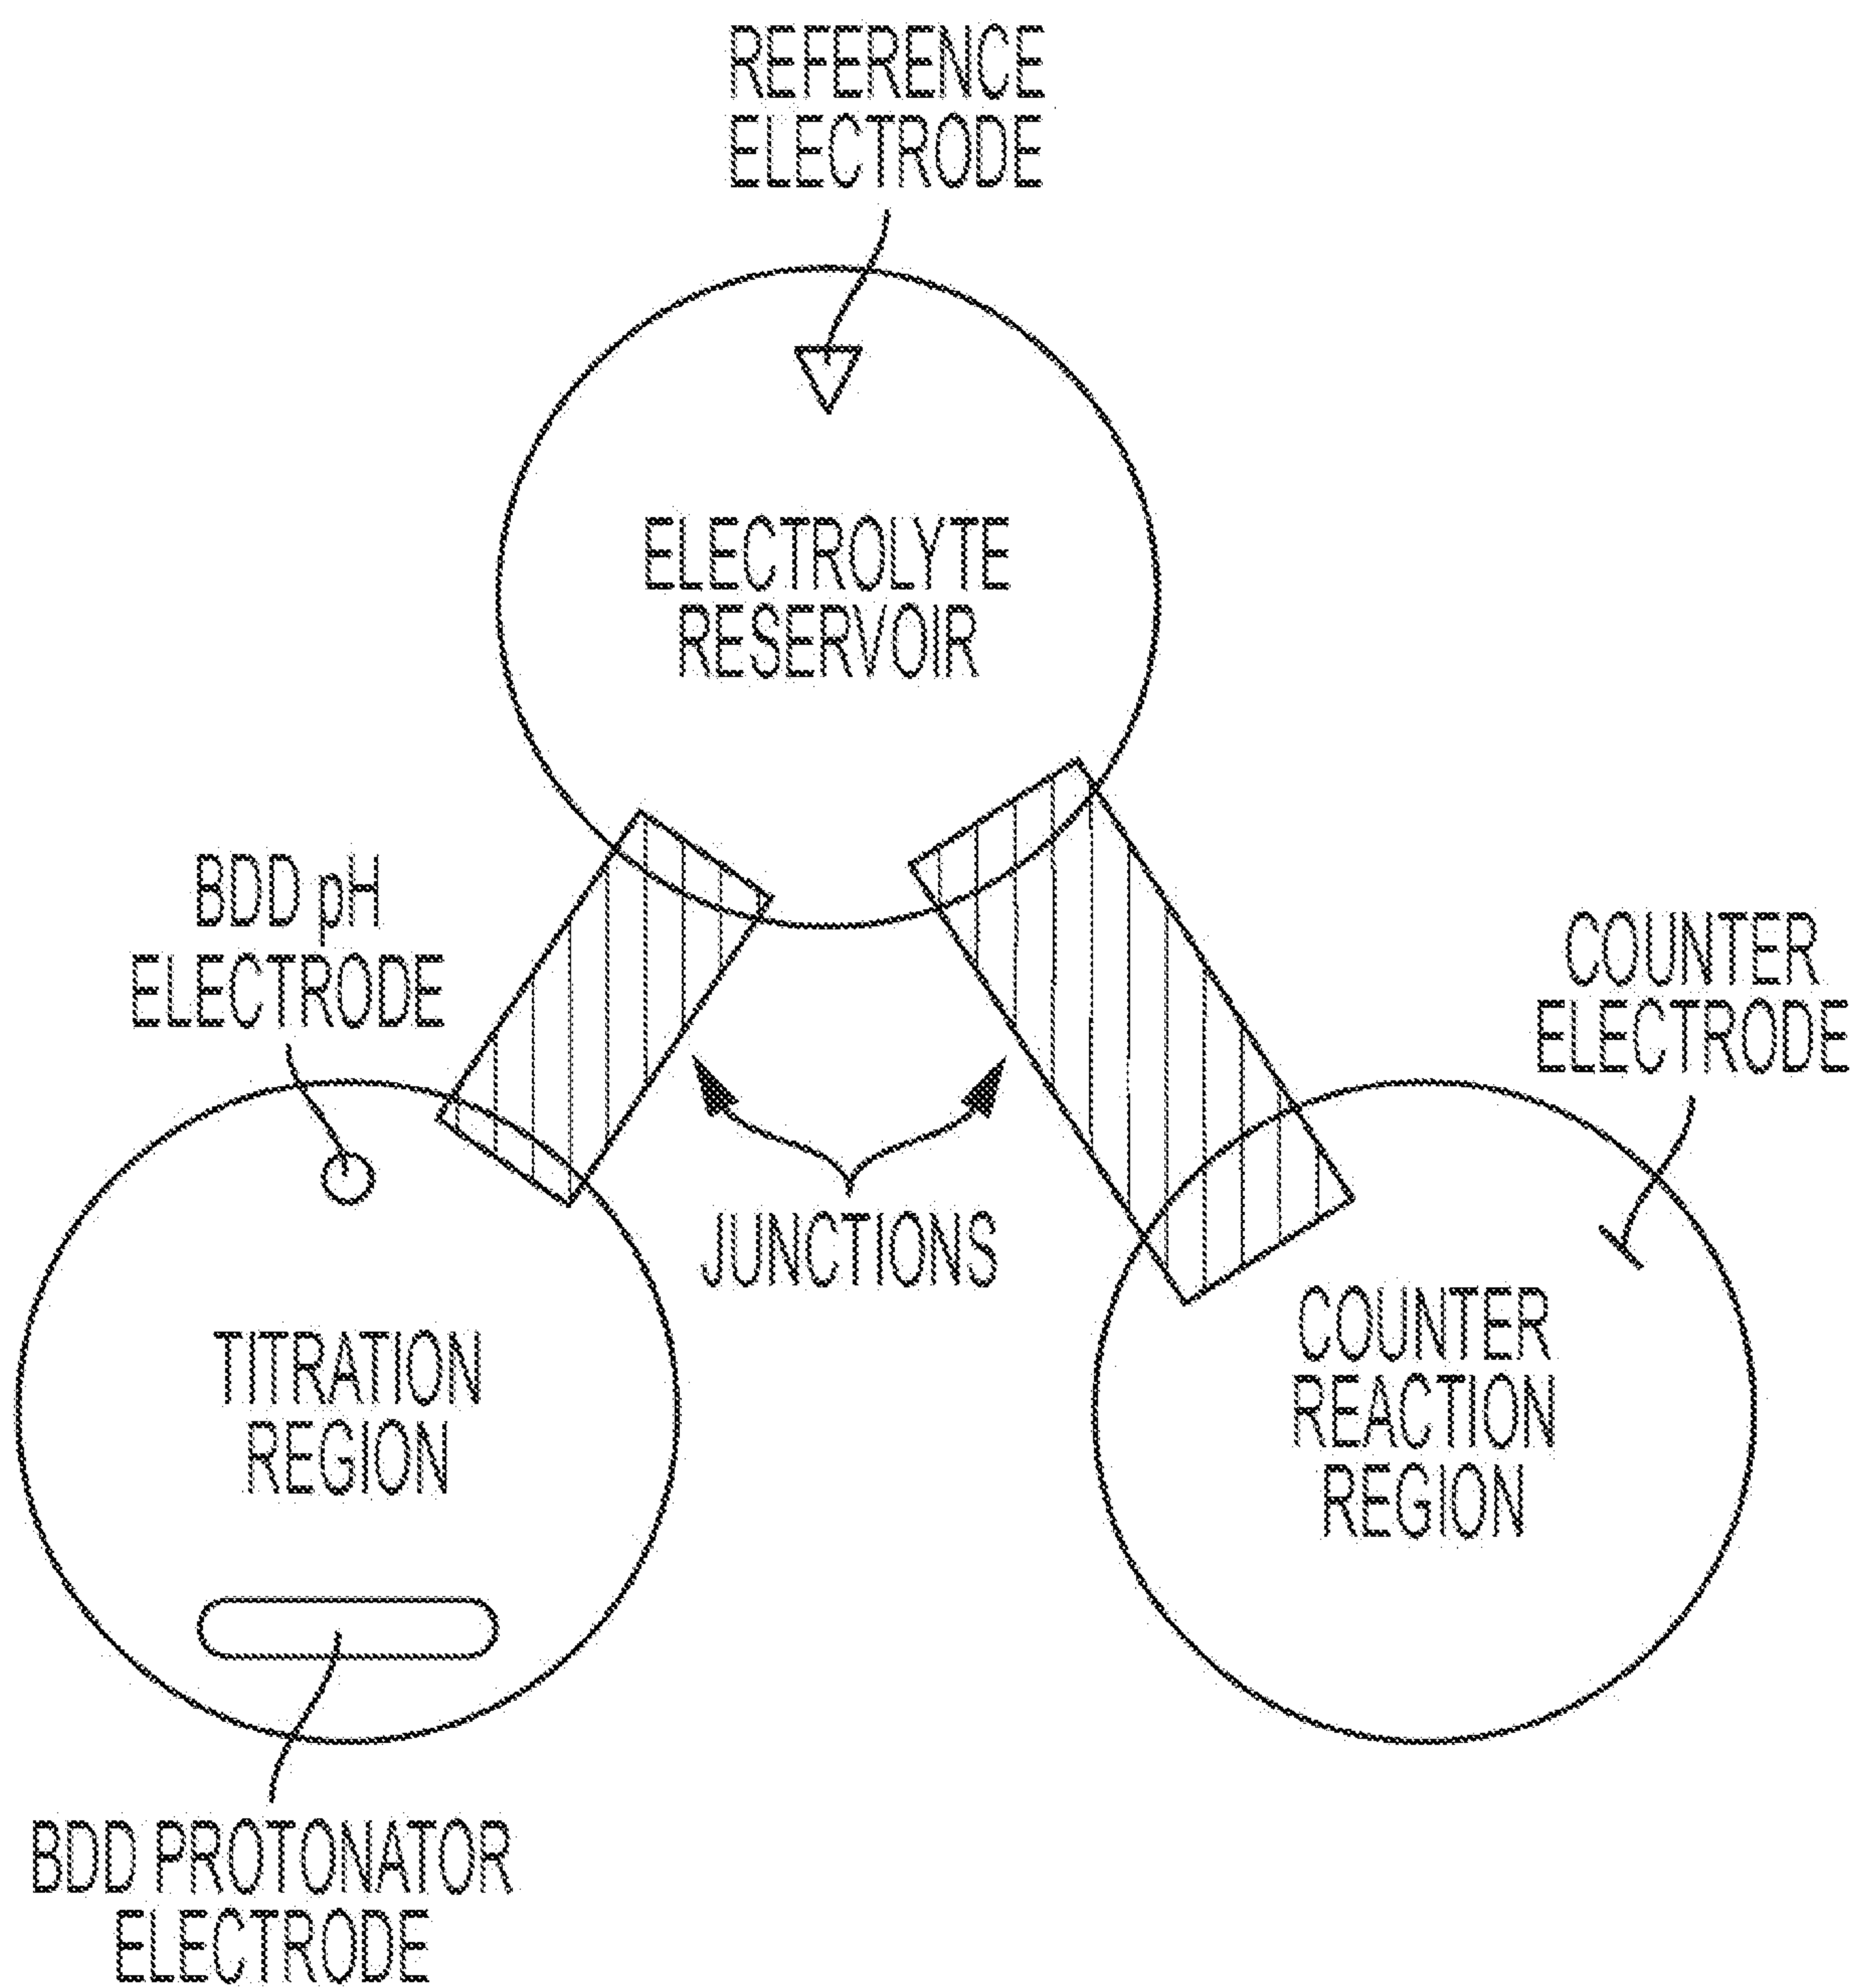 REFERENCE
ELECTRODE
ELECTROLYTE
RESERVOIR
BDD pH
ELECTRODE
COUNTER
ELECTRODE
JUNCTIONS
TITRATION
REGION
COUNTER
REACTION
REGION
BDD PROTONATOR
ELECTRODE